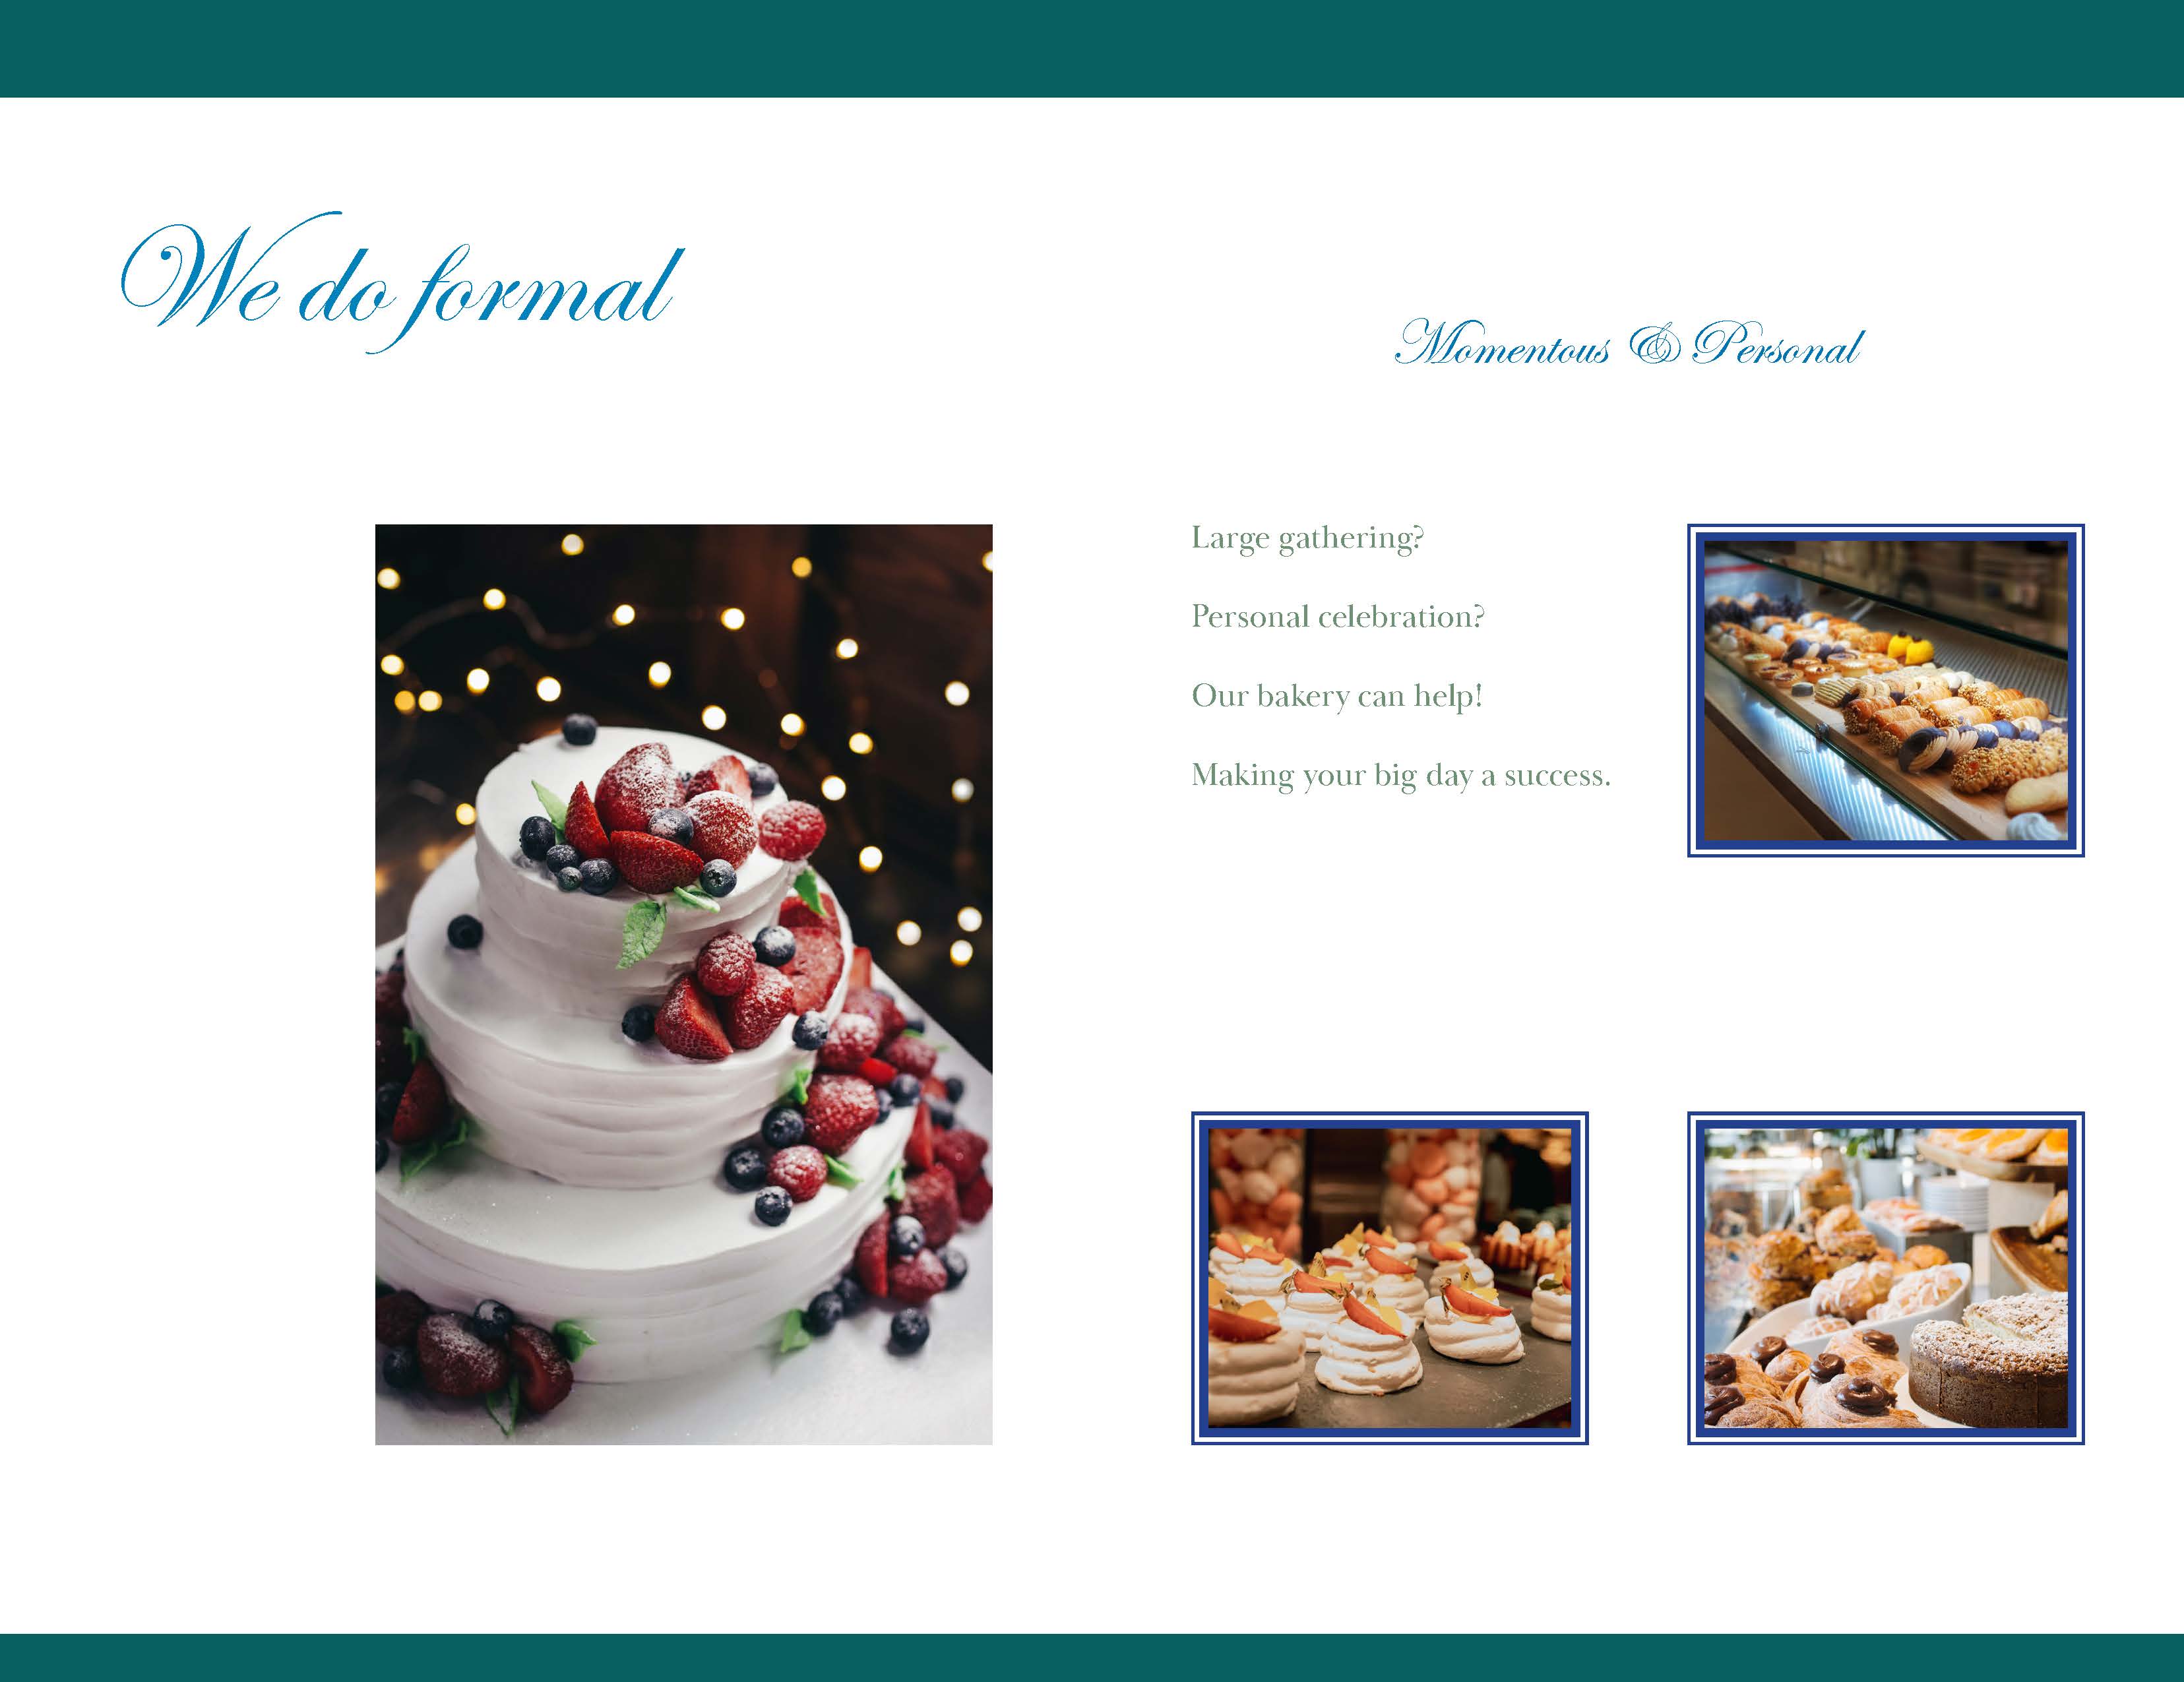 We do formal
Momentous & Personal
Large gathering?
Personal celebration?
Our bakery can help!
Making your big day a success.